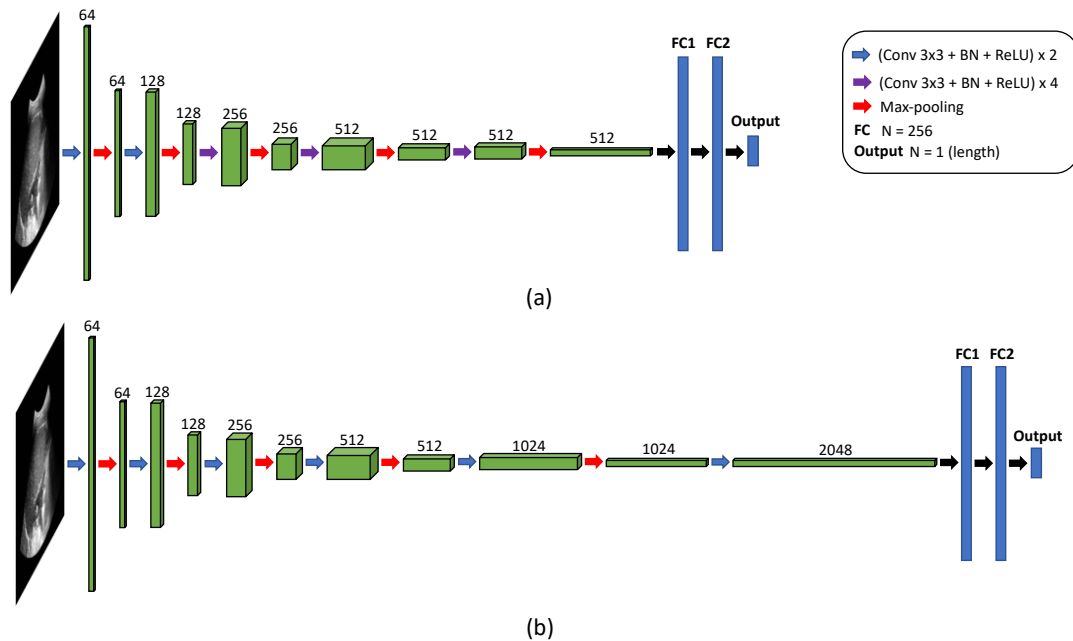 64
64
128
128
256
256
512
512
512
512
FC1
FC2
Output
(Conv 3x3 + BN + ReLU) x 2
(Conv 3x3 + BN + ReLU) x 4
Max-pooling
FC N = 256
Output N = 1 (length)
(a)
64
64
128
128
256
256
512
512
1024
1024
2048
FC1
FC2
Output
(b)